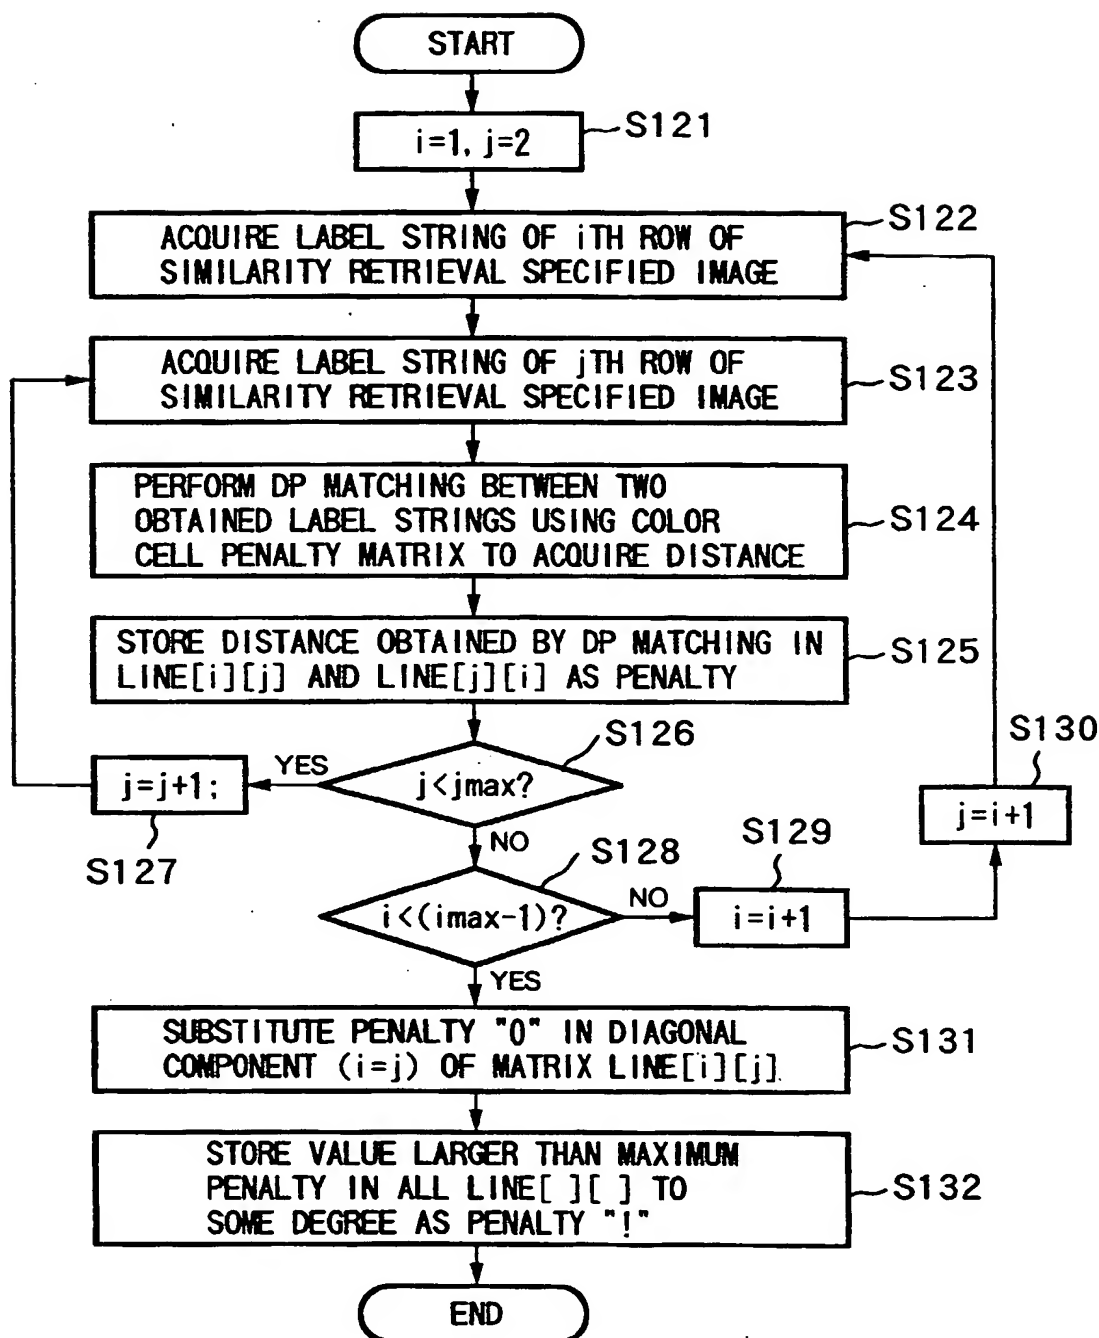 START
i=1, j=2
S121
ACQUIRE LABEL STRING OF iTH ROW OF
SIMILARITY RETRIEVAL SPECIFIED IMAGE
S122
ACQUIRE LABEL STRING OF jTH ROW OF
SIMILARITY RETRIEVAL SPECIFIED IMAGE
S123
PERFORM DP MATCHING BETWEEN TWO
OBTAINED LABEL STRINGS USING COLOR
CELL PENALTY MATRIX TO ACQUIRE DISTANCE
S124
STORE DISTANCE OBTAINED BY DP MATCHING IN
LINE[i][j] AND LINE[j][i] AS PENALTY
S125
j<jmax?
S126
YES
j=j+1;
S127
NO
i<(imax-1)?
S128
NO
i=i+1
S129
j=i+1
S130
YES
SUBSTITUTE PENALTY "0" IN DIAGONAL
COMPONENT (i=j) OF MATRIX LINE[i][j]
S131
STORE VALUE LARGER THAN MAXIMUM
PENALTY IN ALL LINE[ ][ ] TO
SOME DEGREE AS PENALTY "!"
S132
END